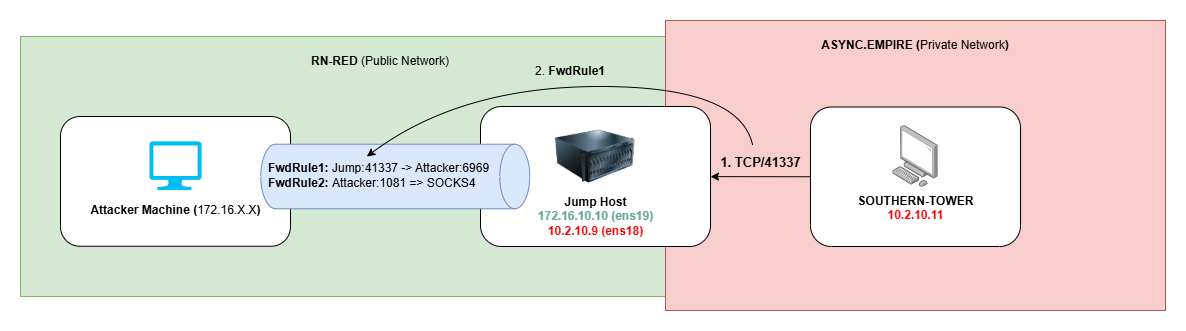 ASYNC.EMPIRE (Private Network)
RN-RED (Public Network)
2. FwdRule1
1. TCP/41337
FwdRule1: Jump:41337 -> Attacker:6969
FwdRule2: Attacker:1081 => SOCKS4
Attacker Machine (172.16.X.X)
Jump Host
172.16.10.10 (ens19)
10.2.10.9 (ens18)
SOUTHERN-TOWER
10.2.10.11